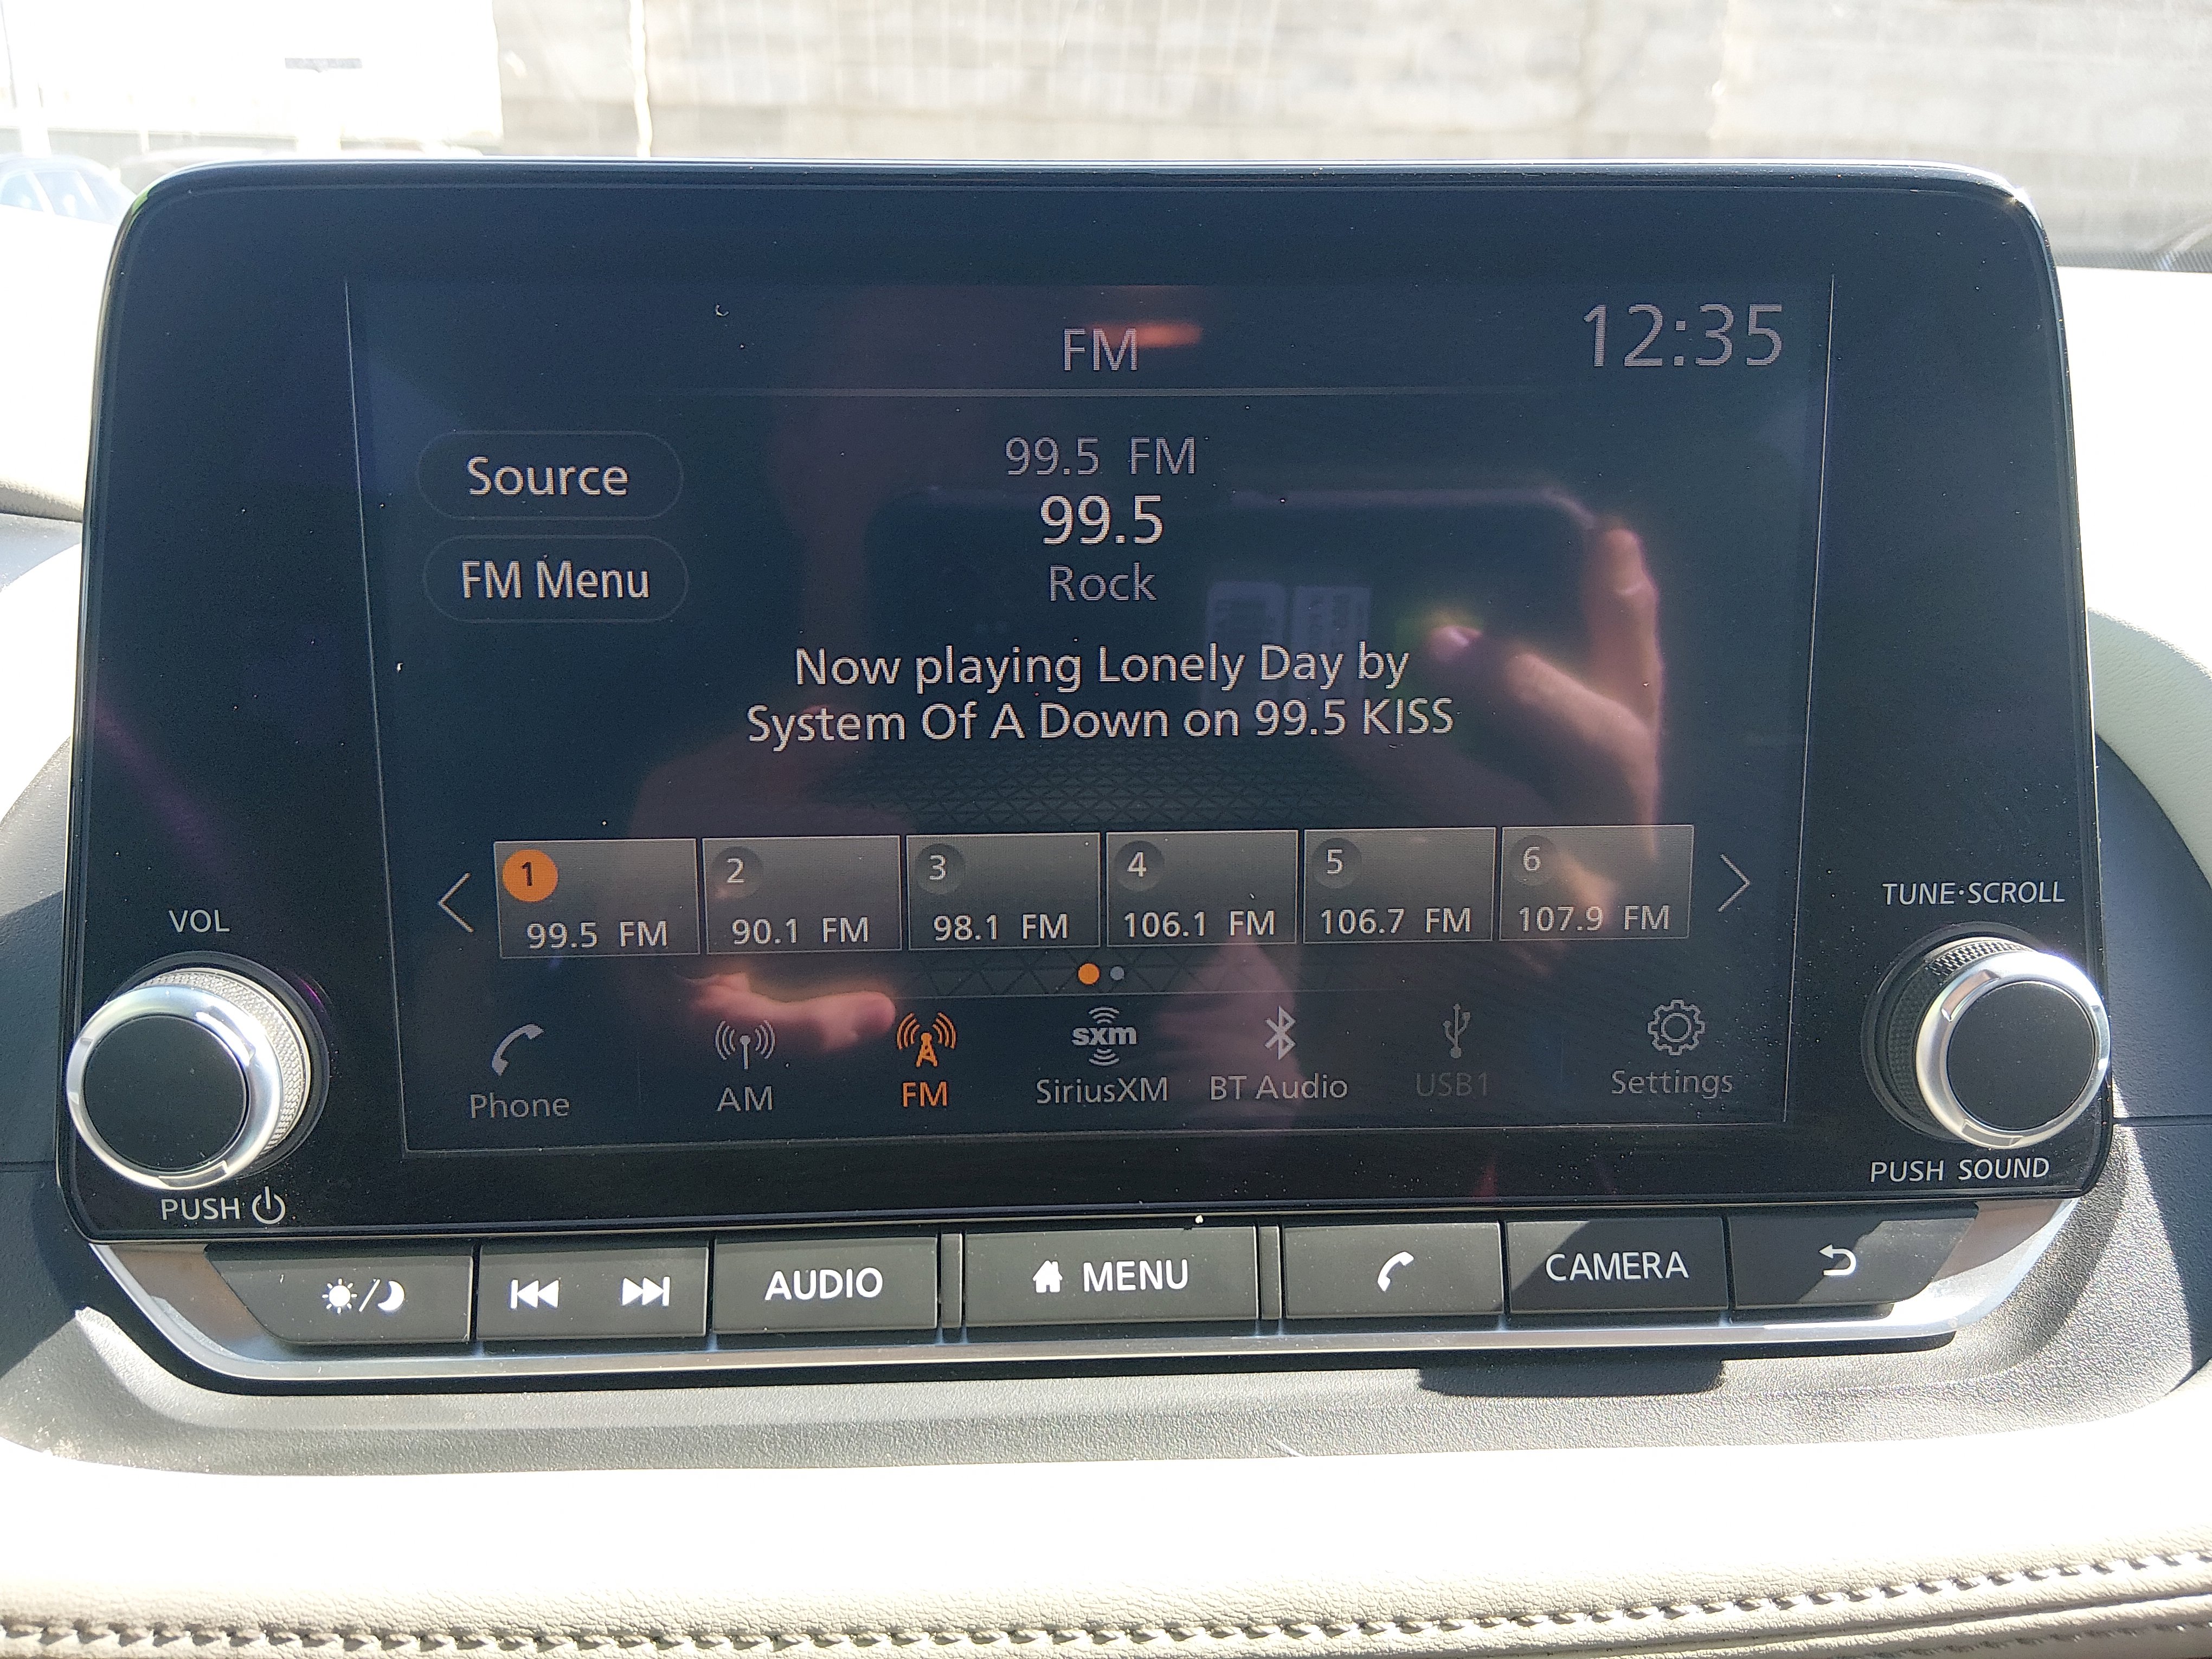 FM
12:35
Source
FM Menu
99.5 FM
99.5
Rock
Now playing Lonely Day by
System Of A Down on 99.5 KISS
1
99.5 FM
2
90.1 FM
3
98.1 FM
4
106.1 FM
5
106.7 FM
6
107.9 FM
VOL
TUNE·SCROLL
Phone
AM
FM
sxm
SiriusXM
BT Audio
USB1
Settings
PUSH
PUSH SOUND
AUDIO
MENU
CAMERA